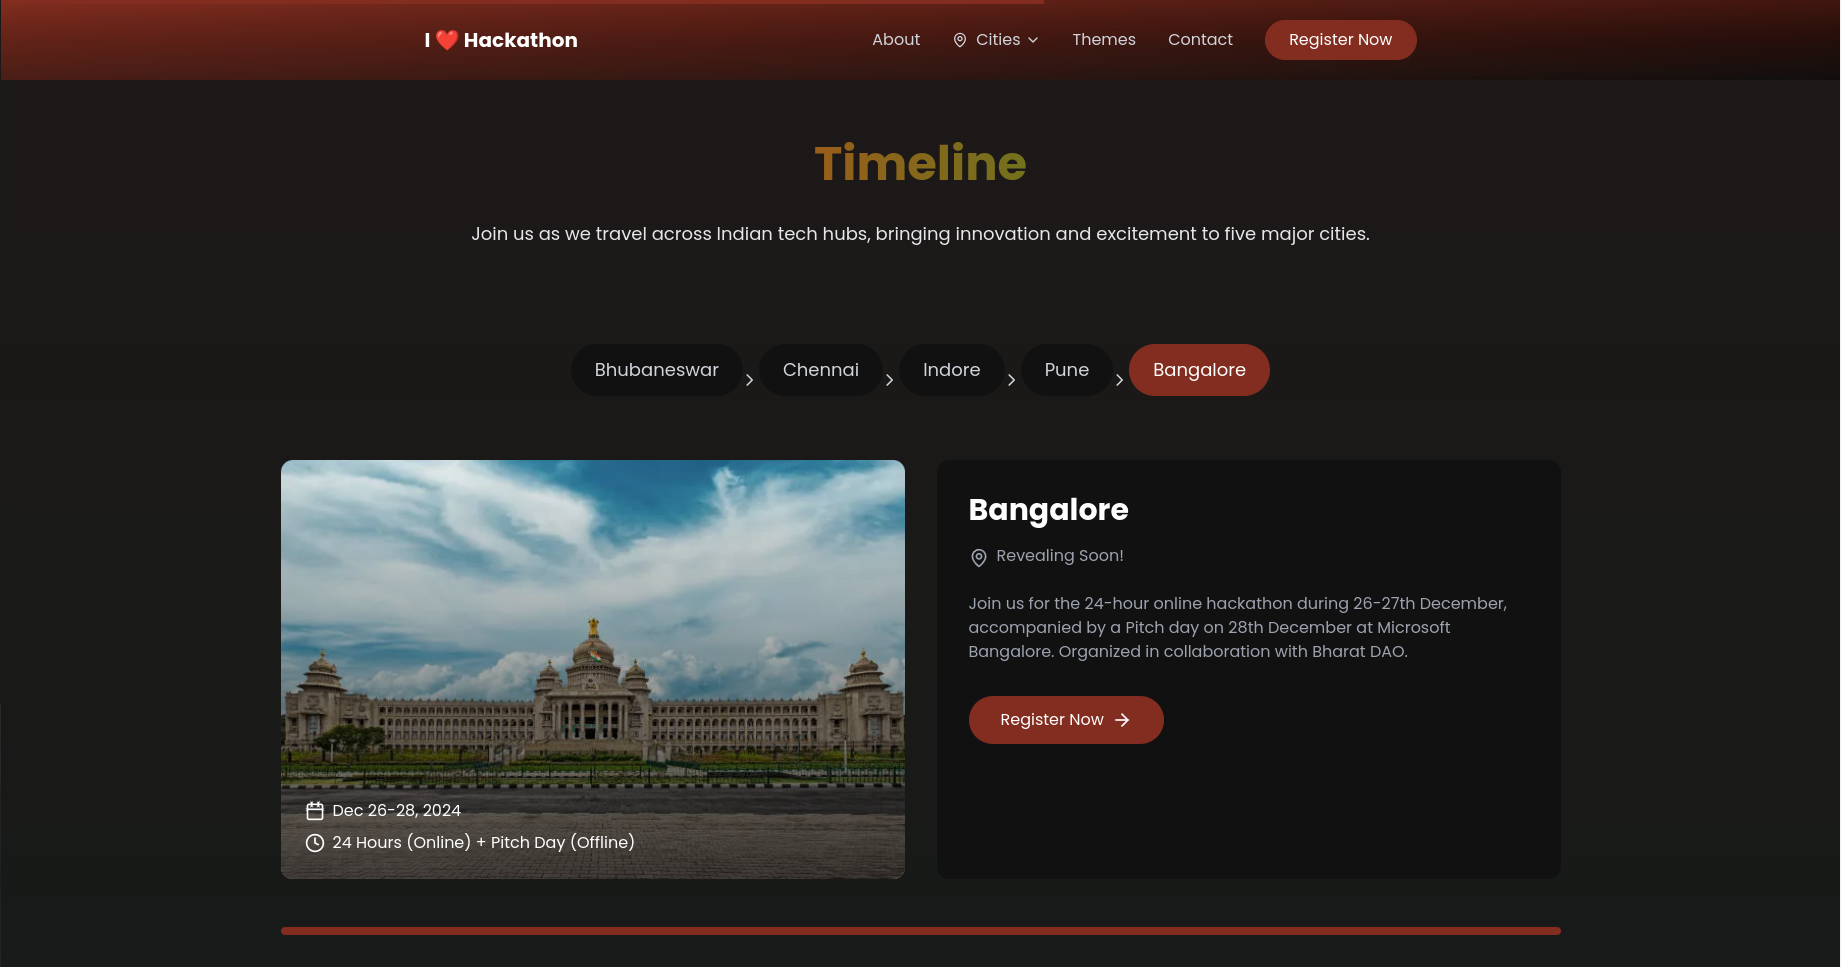 I ❤️ Hackathon
About
Cities
Themes
Contact
Register Now
Timeline
Join us as we travel across Indian tech hubs, bringing innovation and excitement to five major cities.
Bhubaneswar
Chennai
Indore
Pune
Bangalore
Dec 26-28, 2024
24 Hours (Online) + Pitch Day (Offline)
Bangalore
Revealing Soon!
Join us for the 24-hour online hackathon during 26-27th December,
accompanied by a Pitch day on 28th December at Microsoft
Bangalore. Organized in collaboration with Bharat DAO.
Register Now